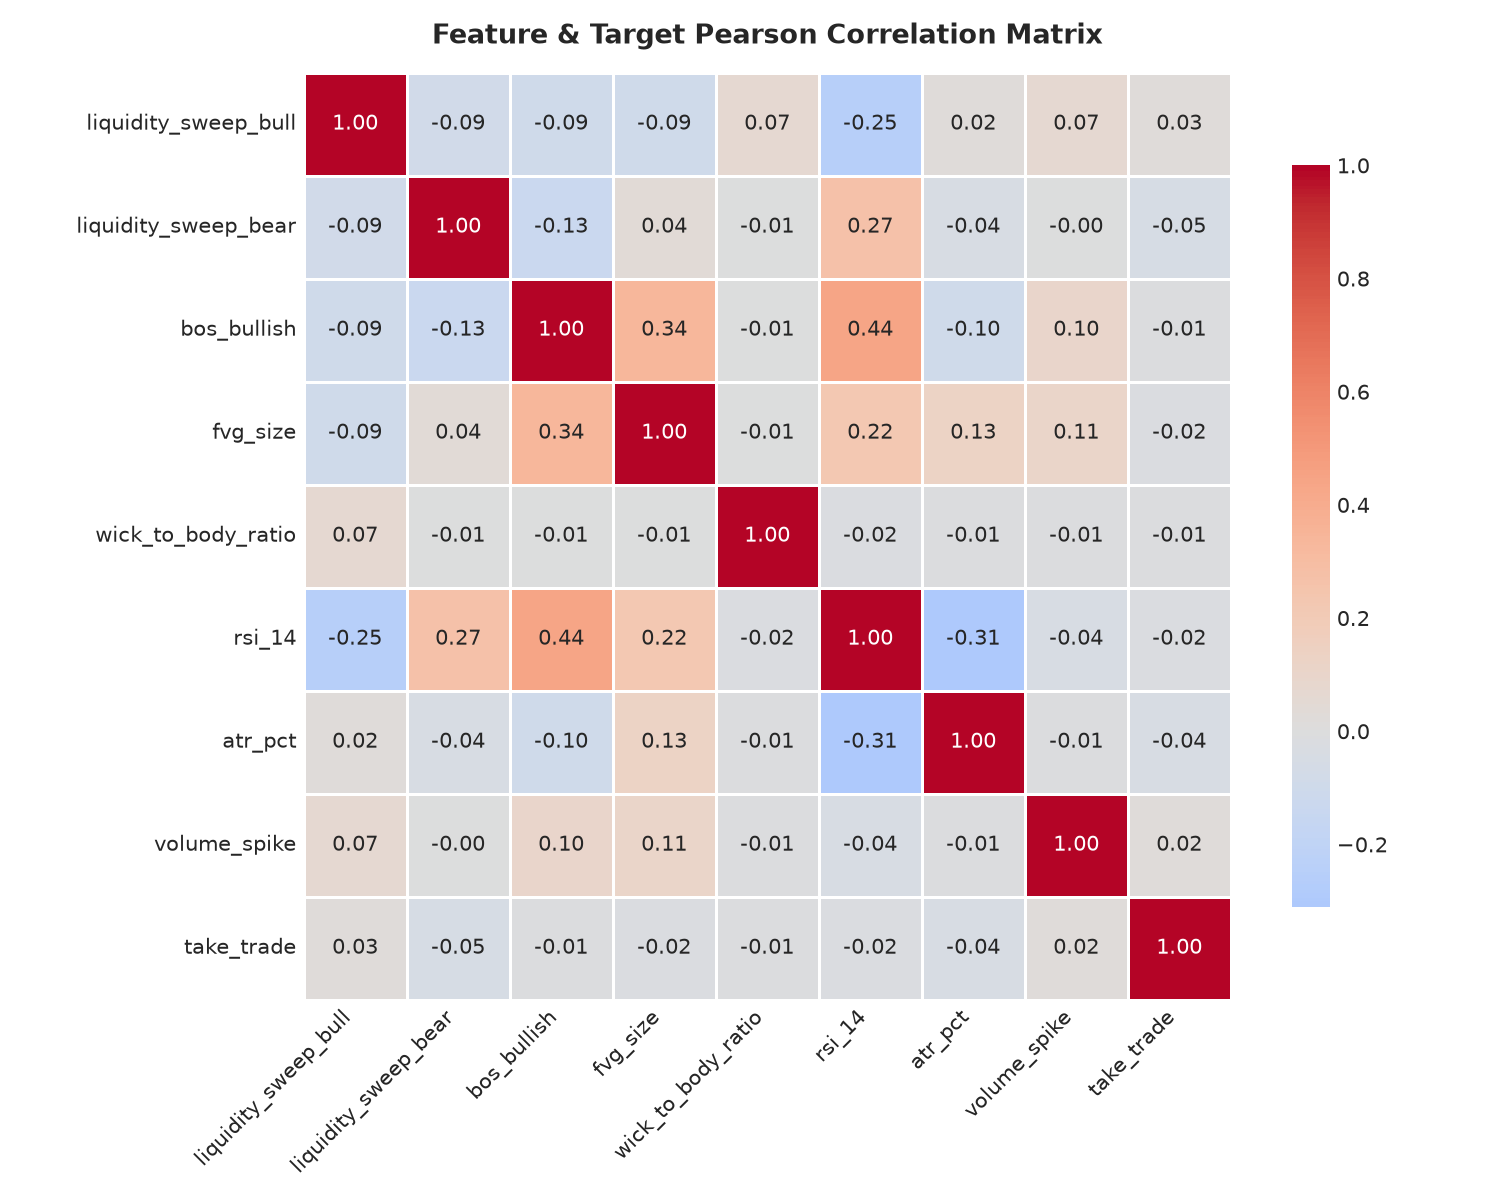 Feature & Target Pearson Correlation Matrix
liquidity_sweep_bull 1.00 -0.09 -0.09 -0.09 0.07 -0.25 0.02 0.07 0.03
liquidity_sweep_bear -0.09 1.00 -0.13 0.04 -0.01 0.27 -0.04 -0.00 -0.05
bos_bullish -0.09 -0.13 1.00 0.34 -0.01 0.44 -0.10 0.10 -0.01
fvg_size -0.09 0.04 0.34 1.00 -0.01 0.22 0.13 0.11 -0.02
wick_to_body_ratio 0.07 -0.01 -0.01 -0.01 1.00 -0.02 -0.01 -0.01 -0.01
rsi_14 -0.25 0.27 0.44 0.22 -0.02 1.00 -0.31 -0.04 -0.02
atr_pct 0.02 -0.04 -0.10 0.13 -0.01 -0.31 1.00 -0.01 -0.04
volume_spike 0.07 -0.00 0.10 0.11 -0.01 -0.04 -0.01 1.00 0.02
take_trade 0.03 -0.05 -0.01 -0.02 -0.01 -0.02 -0.04 0.02 1.00
liquidity_sweep_bull
liquidity_sweep_bear
bos_bullish
fvg_size
wick_to_body_ratio
rsi_14
atr_pct
volume_spike
take_trade
1.0
0.8
0.6
0.4
0.2
0.0
−0.2